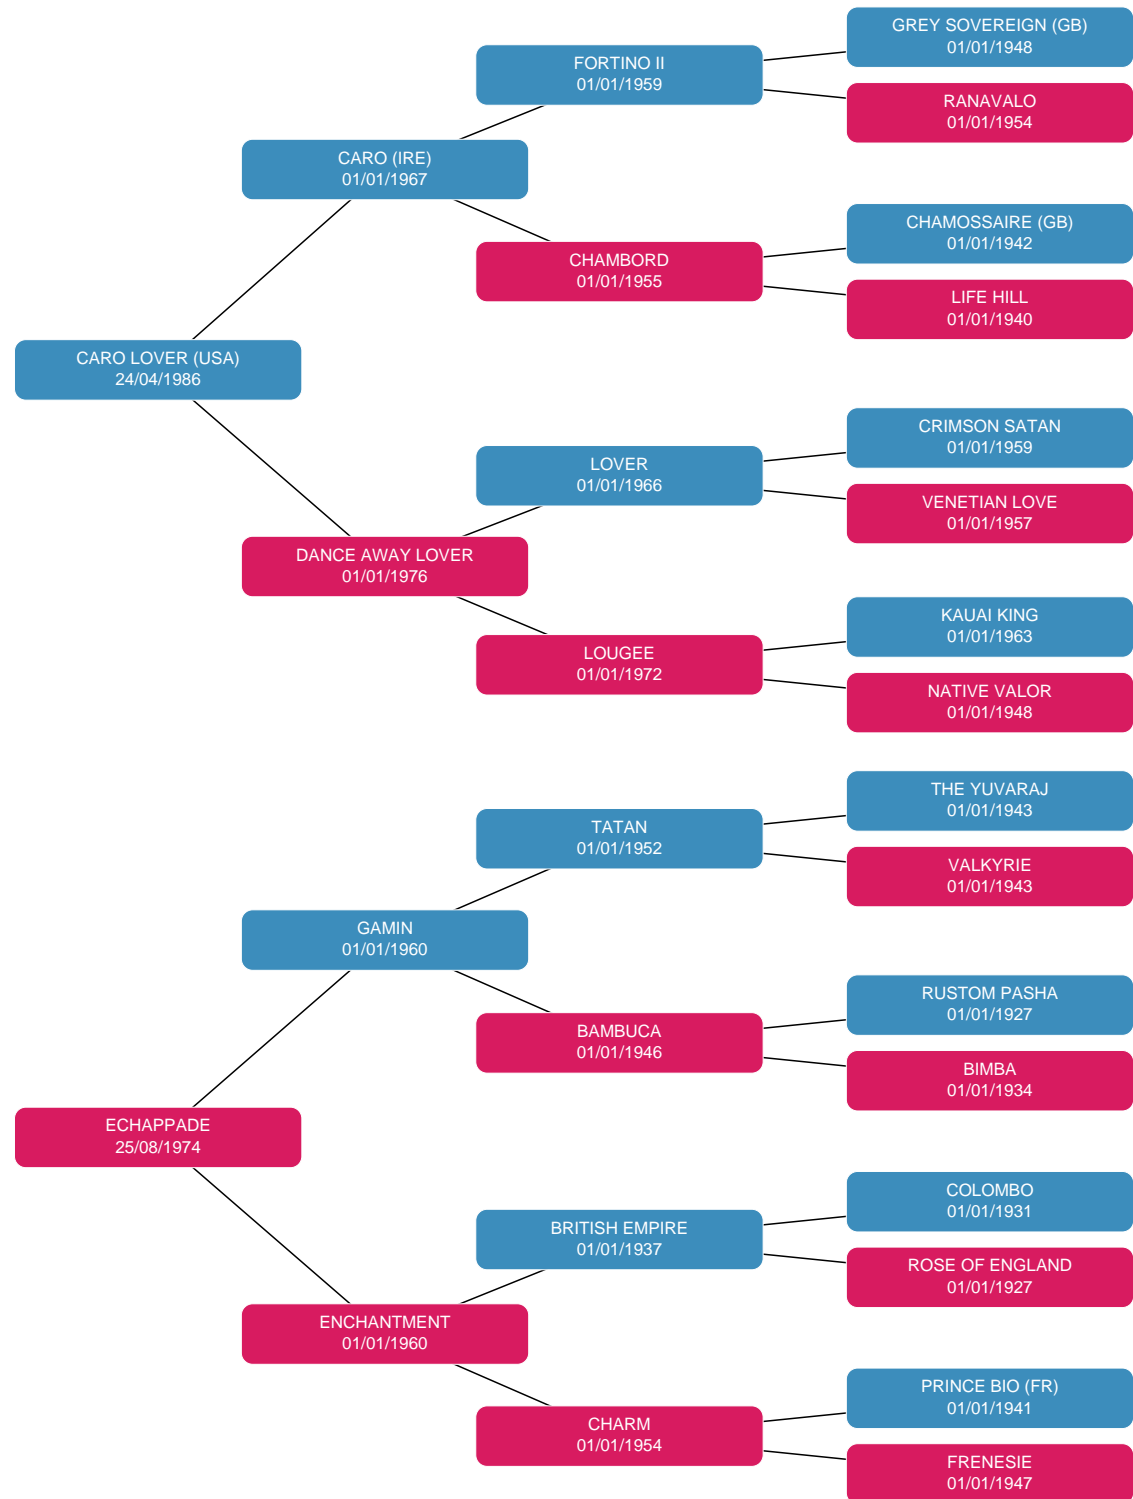 GREY SOVEREIGN (GB)
01/01/1948
FORTINO II
01/01/1959
RANAVALO
01/01/1954
CARO (IRE)
01/01/1967
CHAMOSSAIRE (GB)
01/01/1942
CHAMBORD
01/01/1955
LIFE HILL
01/01/1940
CARO LOVER (USA)
24/04/1986
CRIMSON SATAN
01/01/1959
LOVER
01/01/1966
VENETIAN LOVE
01/01/1957
DANCE AWAY LOVER
01/01/1976
KAUAI KING
01/01/1963
LOUGEE
01/01/1972
NATIVE VALOR
01/01/1948
THE YUVARAJ
01/01/1943
TATAN
01/01/1952
VALKYRIE
01/01/1943
GAMIN
01/01/1960
RUSTOM PASHA
01/01/1927
BAMBUCA
01/01/1946
BIMBA
01/01/1934
ECHAPPADE
25/08/1974
COLOMBO
01/01/1931
BRITISH EMPIRE
01/01/1937
ROSE OF ENGLAND
01/01/1927
ENCHANTMENT
01/01/1960
PRINCE BIO (FR)
01/01/1941
CHARM
01/01/1954
FRENESIE
01/01/1947